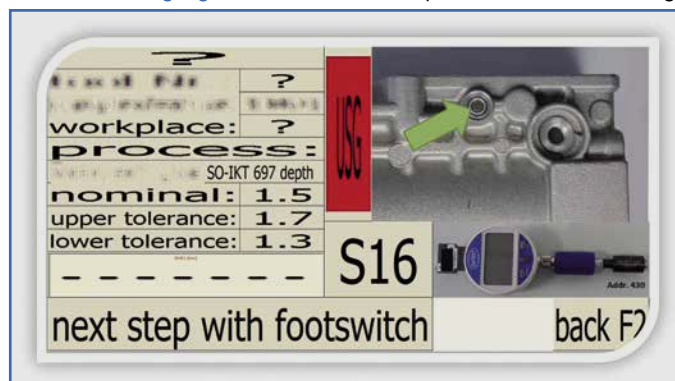 ?
?
workplace: ?
process:
SO-IKT 697 depth
nominal: 1.5
upper tolerance: 1.7
lower tolerance: 1.3
– – – – – – –
USG
S16
Addr. 430
next step with footswitch
back F2